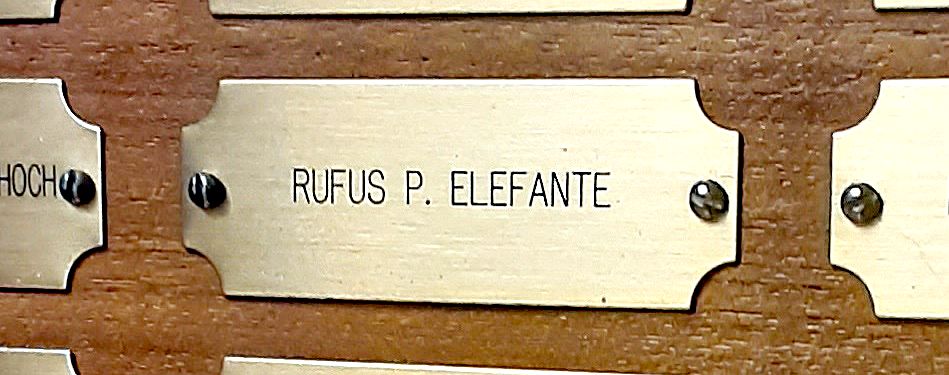 HOCH
RUFUS P. ELEFANTE